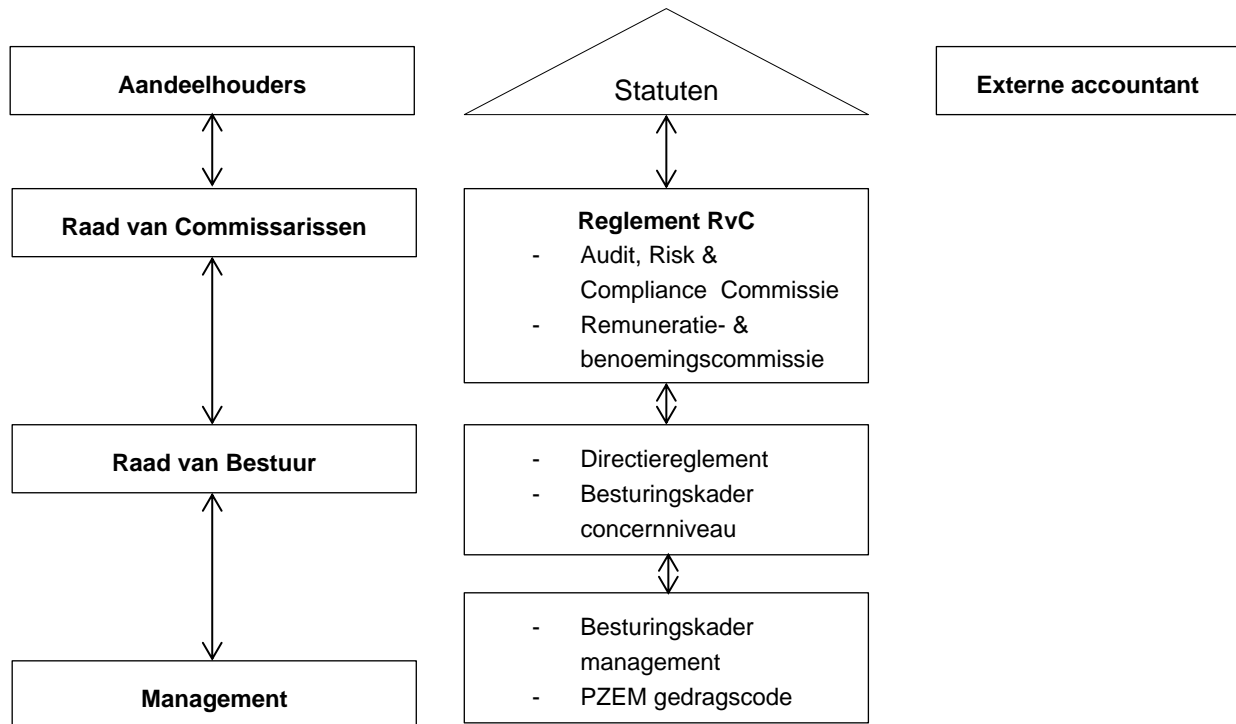 Aandeelhouders
Statuten
Externe accountant
Raad van Commissarissen
Reglement RvC
- Audit, Risk &
Compliance Commissie
- Remuneratie- &
benoemingscommissie
Raad van Bestuur
- Directiereglement
- Besturingskader
concernniveau
- Besturingskader
management
- PZEM gedragscode
Management